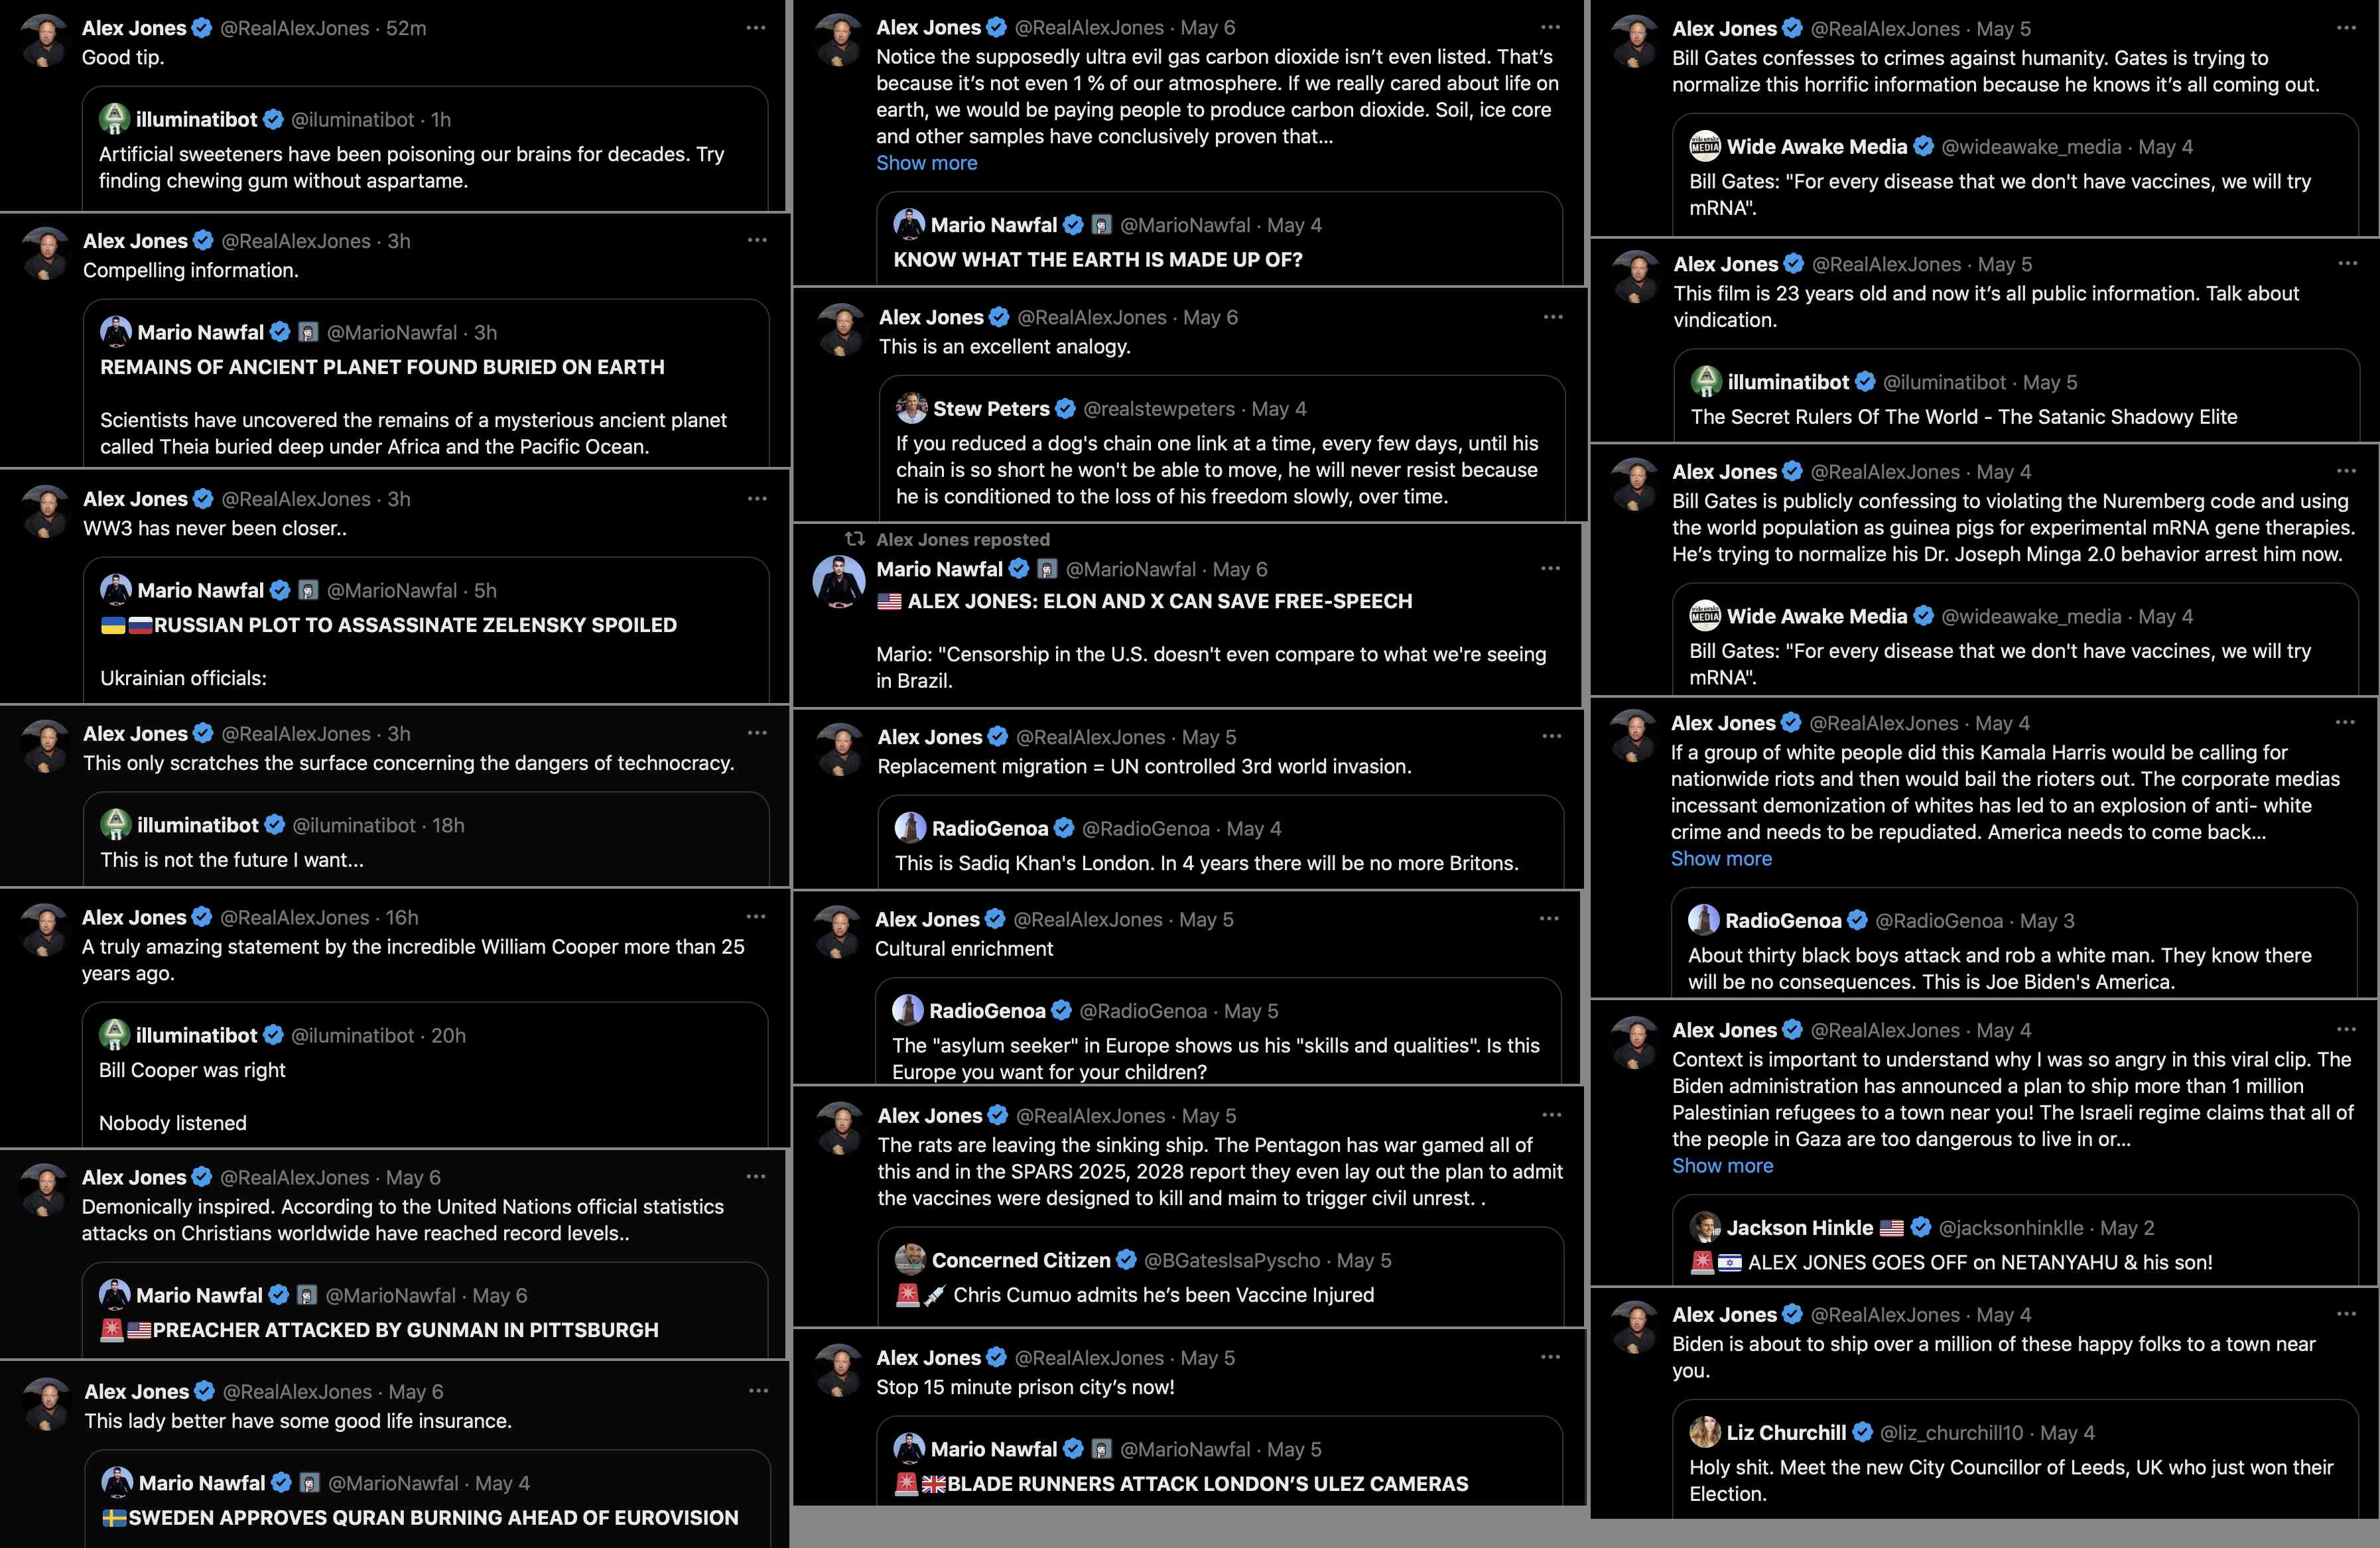 Alex Jones @RealAlexJones · 52m
Good tip.
illuminatibot @iluminatibot · 1h
Artificial sweeteners have been poisoning our brains for decades. Try
finding chewing gum without aspartame.
Alex Jones @RealAlexJones · 3h
Compelling information.
Mario Nawfal @MarioNawfal · 3h
REMAINS OF ANCIENT PLANET FOUND BURIED ON EARTH
Scientists have uncovered the remains of a mysterious ancient planet
called Theia buried deep under Africa and the Pacific Ocean.
Alex Jones @RealAlexJones · 3h
WW3 has never been closer..
Mario Nawfal @MarioNawfal · 5h
🇺🇦🇷🇺RUSSIAN PLOT TO ASSASSINATE ZELENSKY SPOILED
Ukrainian officials:
Alex Jones @RealAlexJones · 3h
This only scratches the surface concerning the dangers of technocracy.
illuminatibot @iluminatibot · 18h
This is not the future I want...
Alex Jones @RealAlexJones · 16h
A truly amazing statement by the incredible William Cooper more than 25
years ago.
illuminatibot @iluminatibot · 20h
Bill Cooper was right
Nobody listened
Alex Jones @RealAlexJones · May 6
Demonically inspired. According to the United Nations official statistics
attacks on Christians worldwide have reached record levels..
Mario Nawfal @MarioNawfal · May 6
🚨🇺🇸PREACHER ATTACKED BY GUNMAN IN PITTSBURGH
Alex Jones @RealAlexJones · May 6
This lady better have some good life insurance.
Mario Nawfal @MarioNawfal · May 4
🇸🇪SWEDEN APPROVES QURAN BURNING AHEAD OF EUROVISION
Alex Jones @RealAlexJones · May 6
Notice the supposedly ultra evil gas carbon dioxide isn't even listed. That's
because it's not even 1 % of our atmosphere. If we really cared about life on
earth, we would be paying people to produce carbon dioxide. Soil, ice core
and other samples have conclusively proven that...
Show more
Mario Nawfal @MarioNawfal · May 4
KNOW WHAT THE EARTH IS MADE UP OF?
Alex Jones @RealAlexJones · May 6
This is an excellent analogy.
Stew Peters @realstewpeters · May 4
If you reduced a dog's chain one link at a time, every few days, until his
chain is so short he won't be able to move, he will never resist because
he is conditioned to the loss of his freedom slowly, over time.
Alex Jones reposted
Mario Nawfal @MarioNawfal · May 6
🇺🇸 ALEX JONES: ELON AND X CAN SAVE FREE-SPEECH
Mario: "Censorship in the U.S. doesn't even compare to what we're seeing
in Brazil.
Alex Jones @RealAlexJones · May 5
Replacement migration = UN controlled 3rd world invasion.
RadioGenoa @RadioGenoa · May 4
This is Sadiq Khan's London. In 4 years there will be no more Britons.
Alex Jones @RealAlexJones · May 5
Cultural enrichment
RadioGenoa @RadioGenoa · May 5
The "asylum seeker" in Europe shows us his "skills and qualities". Is this
Europe you want for your children?
Alex Jones @RealAlexJones · May 5
The rats are leaving the sinking ship. The Pentagon has war gamed all of
this and in the SPARS 2025, 2028 report they even lay out the plan to admit
the vaccines were designed to kill and maim to trigger civil unrest. .
Concerned Citizen @BGatesIsaPyscho · May 5
🚨💉 Chris Cumuo admits he's been Vaccine Injured
Alex Jones @RealAlexJones · May 5
Stop 15 minute prison city's now!
Mario Nawfal @MarioNawfal · May 5
🚨🇬🇧BLADE RUNNERS ATTACK LONDON'S ULEZ CAMERAS
Alex Jones @RealAlexJones · May 5
Bill Gates confesses to crimes against humanity. Gates is trying to
normalize this horrific information because he knows it's all coming out.
Wide Awake Media @wideawake_media · May 4
Bill Gates: "For every disease that we don't have vaccines, we will try
mRNA".
Alex Jones @RealAlexJones · May 5
This film is 23 years old and now it's all public information. Talk about
vindication.
illuminatibot @iluminatibot · May 5
The Secret Rulers Of The World - The Satanic Shadowy Elite
Alex Jones @RealAlexJones · May 4
Bill Gates is publicly confessing to violating the Nuremberg code and using
the world population as guinea pigs for experimental mRNA gene therapies.
He's trying to normalize his Dr. Joseph Minga 2.0 behavior arrest him now.
Wide Awake Media @wideawake_media · May 4
Bill Gates: "For every disease that we don't have vaccines, we will try
mRNA".
Alex Jones @RealAlexJones · May 4
If a group of white people did this Kamala Harris would be calling for
nationwide riots and then would bail the rioters out. The corporate medias
incessant demonization of whites has led to an explosion of anti- white
crime and needs to be repudiated. America needs to come back...
Show more
RadioGenoa @RadioGenoa · May 3
About thirty black boys attack and rob a white man. They know there
will be no consequences. This is Joe Biden's America.
Alex Jones @RealAlexJones · May 4
Context is important to understand why I was so angry in this viral clip. The
Biden administration has announced a plan to ship more than 1 million
Palestinian refugees to a town near you! The Israeli regime claims that all of
the people in Gaza are too dangerous to live in or...
Show more
Jackson Hinkle 🇺🇸 @jacksonhinklle · May 2
🚨🇮🇱 ALEX JONES GOES OFF on NETANYAHU & his son!
Alex Jones @RealAlexJones · May 4
Biden is about to ship over a million of these happy folks to a town near
you.
Liz Churchill @liz_churchill10 · May 4
Holy shit. Meet the new City Councillor of Leeds, UK who just won their
Election.